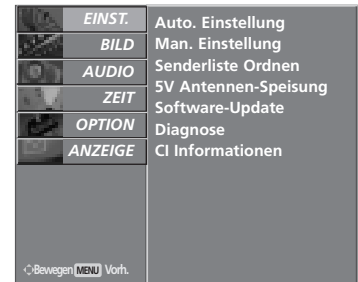 EINST.
BILD
AUDIO
ZEIT
OPTION
ANZEIGE
Auto. Einstellung
Man. Einstellung
Senderliste Ordnen
5V Antennen-Speisung
Software-Update
Diagnose
CI Informationen
Bewegen MENU Vorh.